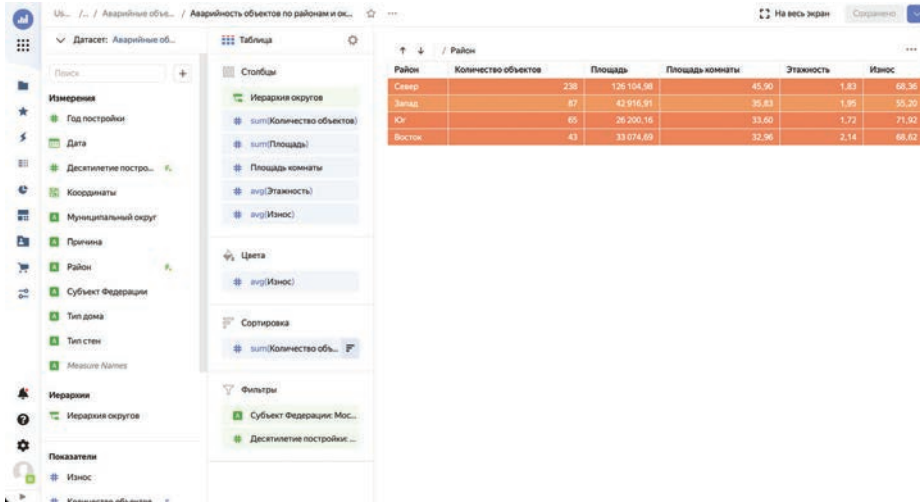 Us... /... / Аварийные объе... / Аварийность объектов по районам и ок...
На весь экран
Сохранено
Датасет: Аварийные об...
Поиск
Измерения
Год постройки
Дата
Десятилетие постро...
Координаты
Муниципальный округ
Причина
Район
Субъект Федерации
Тип дома
Тип стен
Measure Names
Иерархии
Иерархия округов
Показатели
Износ
Количество объектов
Таблица
Столбцы
Иерархия округов
sum(Количество объектов)
sum(Площадь)
Площадь комнаты
avg(Этажность)
avg(Износ)
Цвета
avg(Износ)
Сортировка
sum(Количество объ...
Фильтры
Субъект Федерации: Мос...
Десятилетие постройки: ...
/ Район
Район Количество объектов Площадь Площадь комнаты Этажность Износ
Север 238 126 104,98 45,90 1,83 68,36
Запад 87 42 916,91 35,83 1,95 55,20
Юг 65 26 200,16 33,60 1,72 71,92
Восток 43 33 074,69 32,96 2,14 68,62